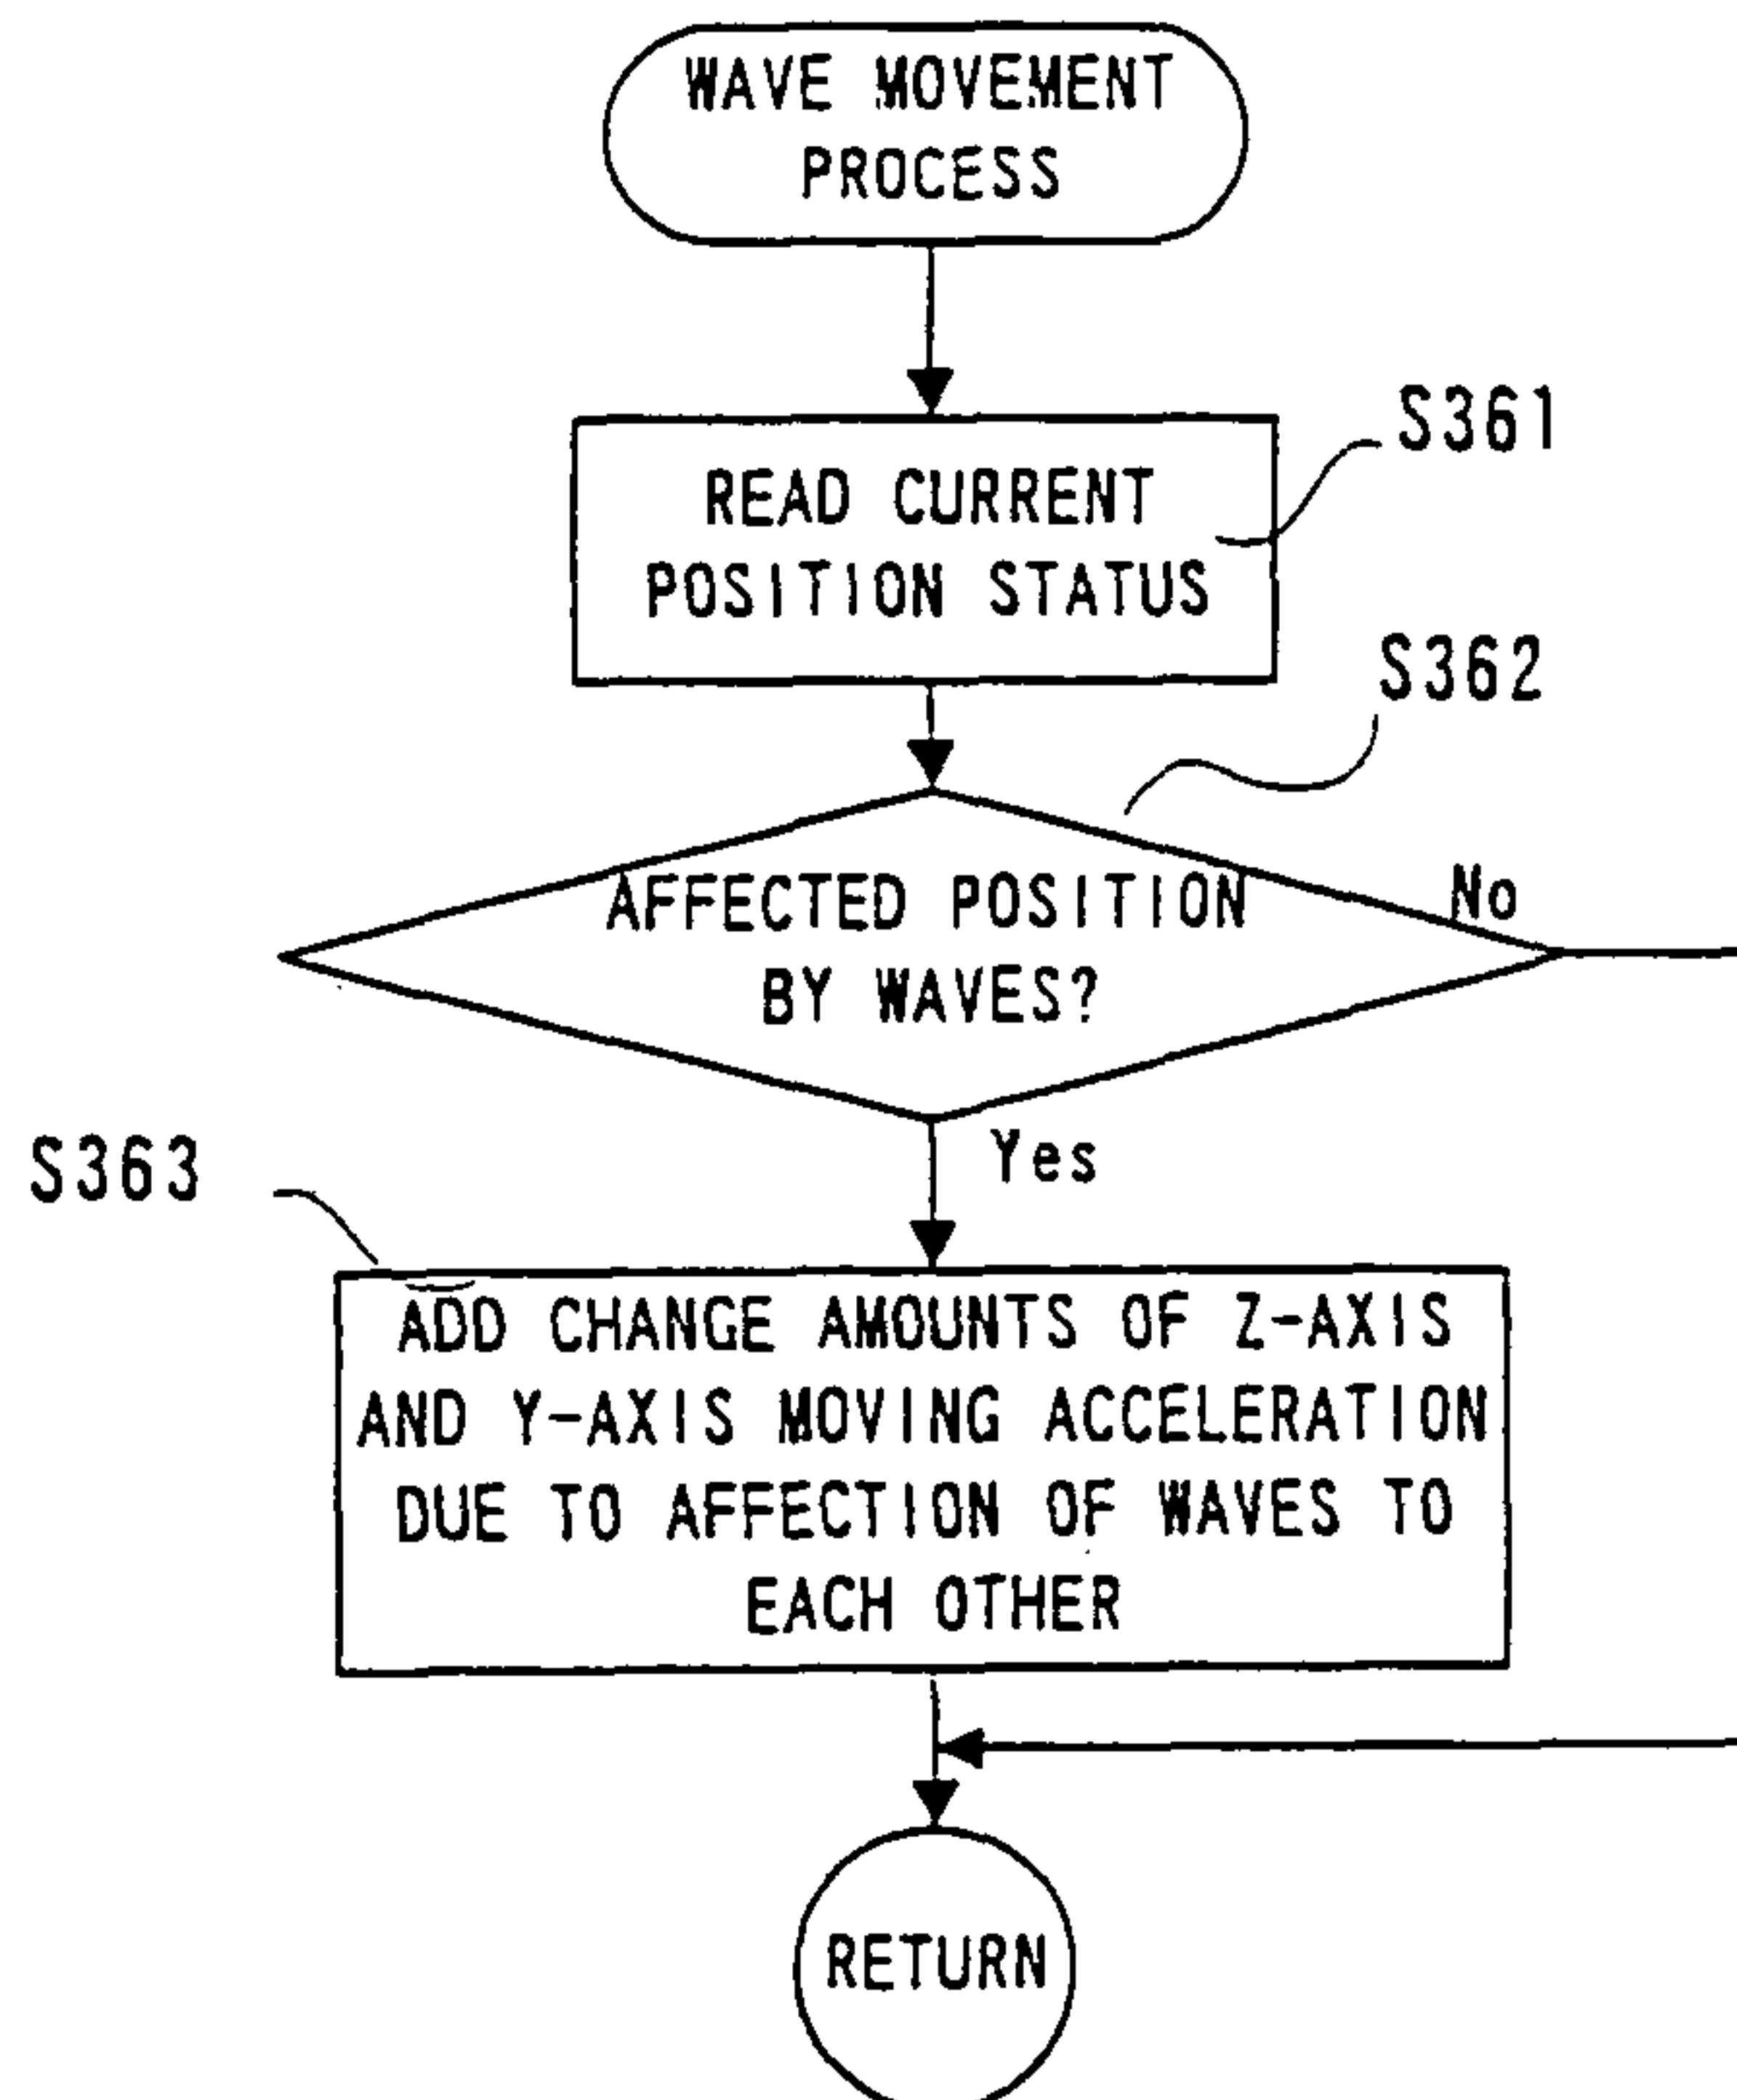 WAVE MOVEMENT
PROCESS
S361
READ CURRENT
POSITION STATUS
S362
AFFECTED POSITION
BY WAVES?
No
Yes
S363
ADD CHANGE AMOUNTS OF Z-AXIS
AND Y-AXIS MOVING ACCELERATION
DUE TO AFFECTION OF WAVES TO
EACH OTHER
RETURN